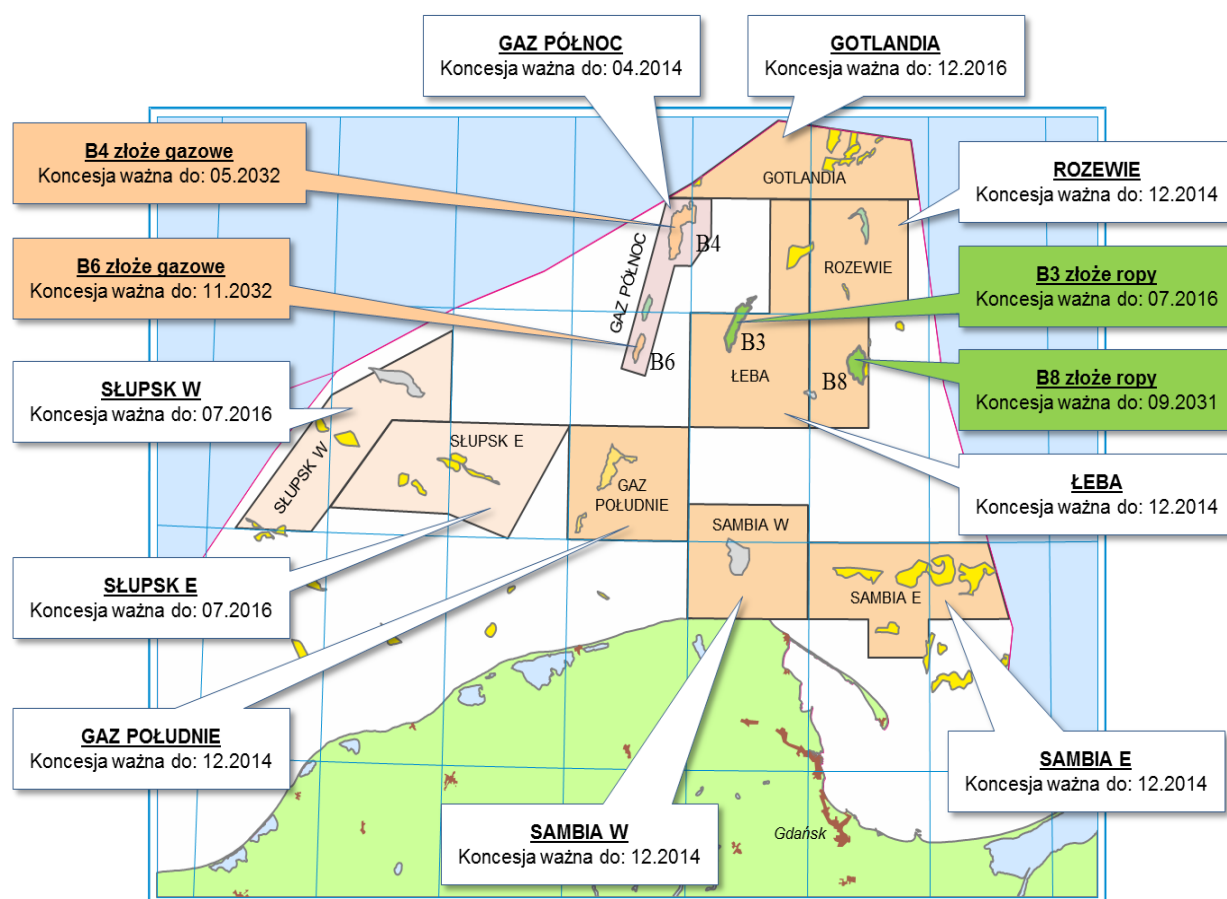 GAZ PÓŁNOC
Koncesja ważna do: 04.2014
GOTLANDIA
Koncesja ważna do: 12.2016
B4 złoże gazowe
Koncesja ważna do: 05.2032
ROZEWIE
Koncesja ważna do: 12.2014
B6 złoże gazowe
Koncesja ważna do: 11.2032
B3 złoże ropy
Koncesja ważna do: 07.2016
SŁUPSK W
Koncesja ważna do: 07.2016
B8 złoże ropy
Koncesja ważna do: 09.2031
ŁEBA
Koncesja ważna do: 12.2014
SŁUPSK E
Koncesja ważna do: 07.2016
GAZ POŁUDNIE
Koncesja ważna do: 12.2014
SAMBIA E
Koncesja ważna do: 12.2014
SAMBIA W
Koncesja ważna do: 12.2014
GOTLANDIA
B4
GAZ PÓŁNOC
ROZEWIE
B3
B6
ŁEBA
B8
SŁUPSK E
SŁUPSK W
GAZ
POŁUDNIE
SAMBIA W
SAMBIA E
Gdańsk